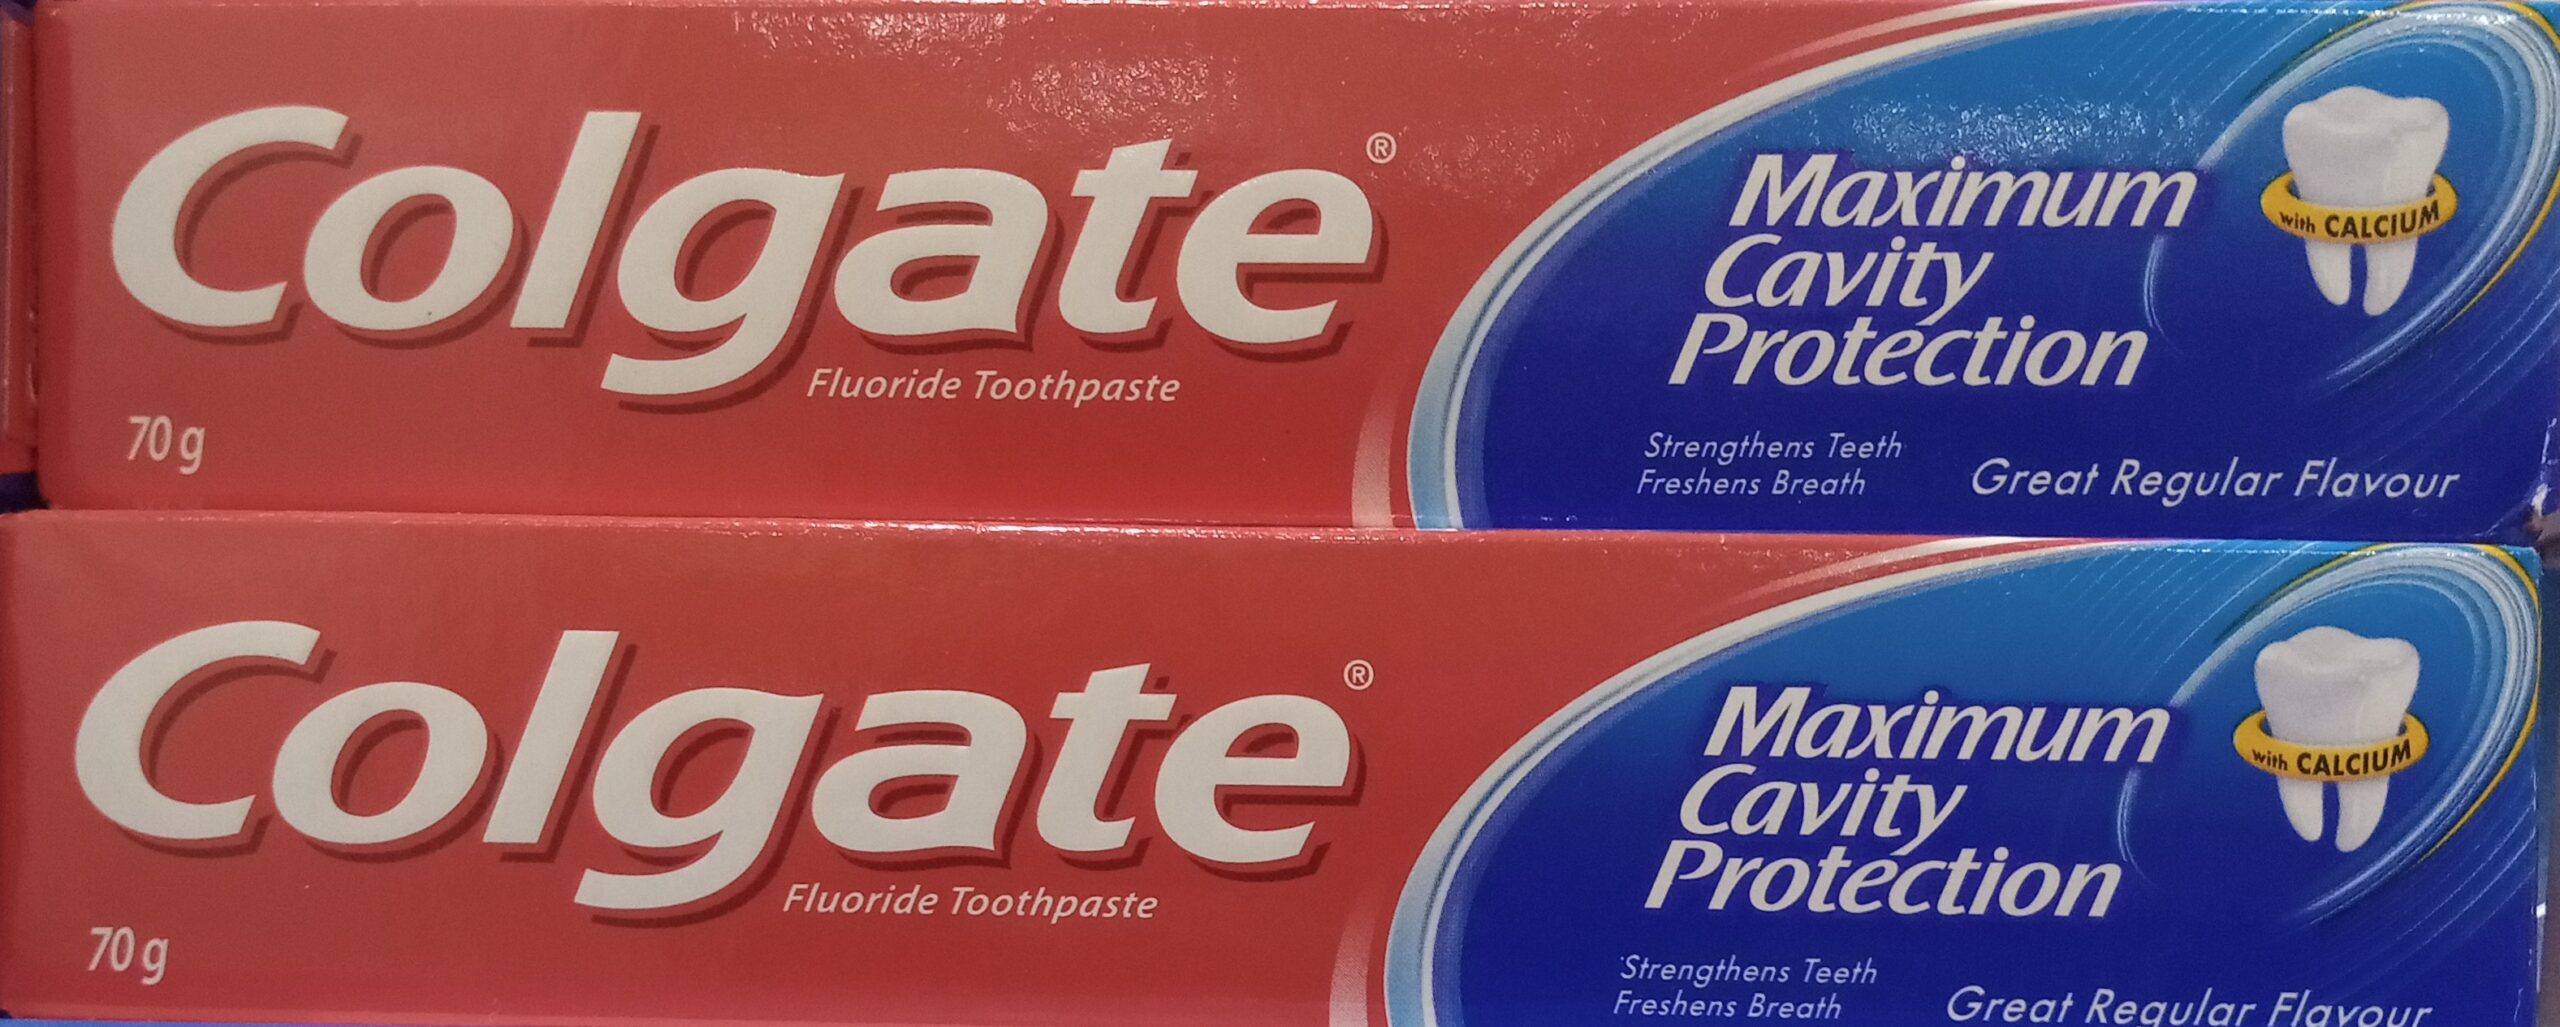 Colgate®
Fluoride Toothpaste
70 g
Maximum
Cavity
Protection
with CALCIUM
Strengthens Teeth
Freshens Breath
Great Regular Flavour
Colgate®
Fluoride Toothpaste
70 g
Maximum
Cavity
Protection
with CALCIUM
Strengthens Teeth
Freshens Breath
Great Regular Flavour